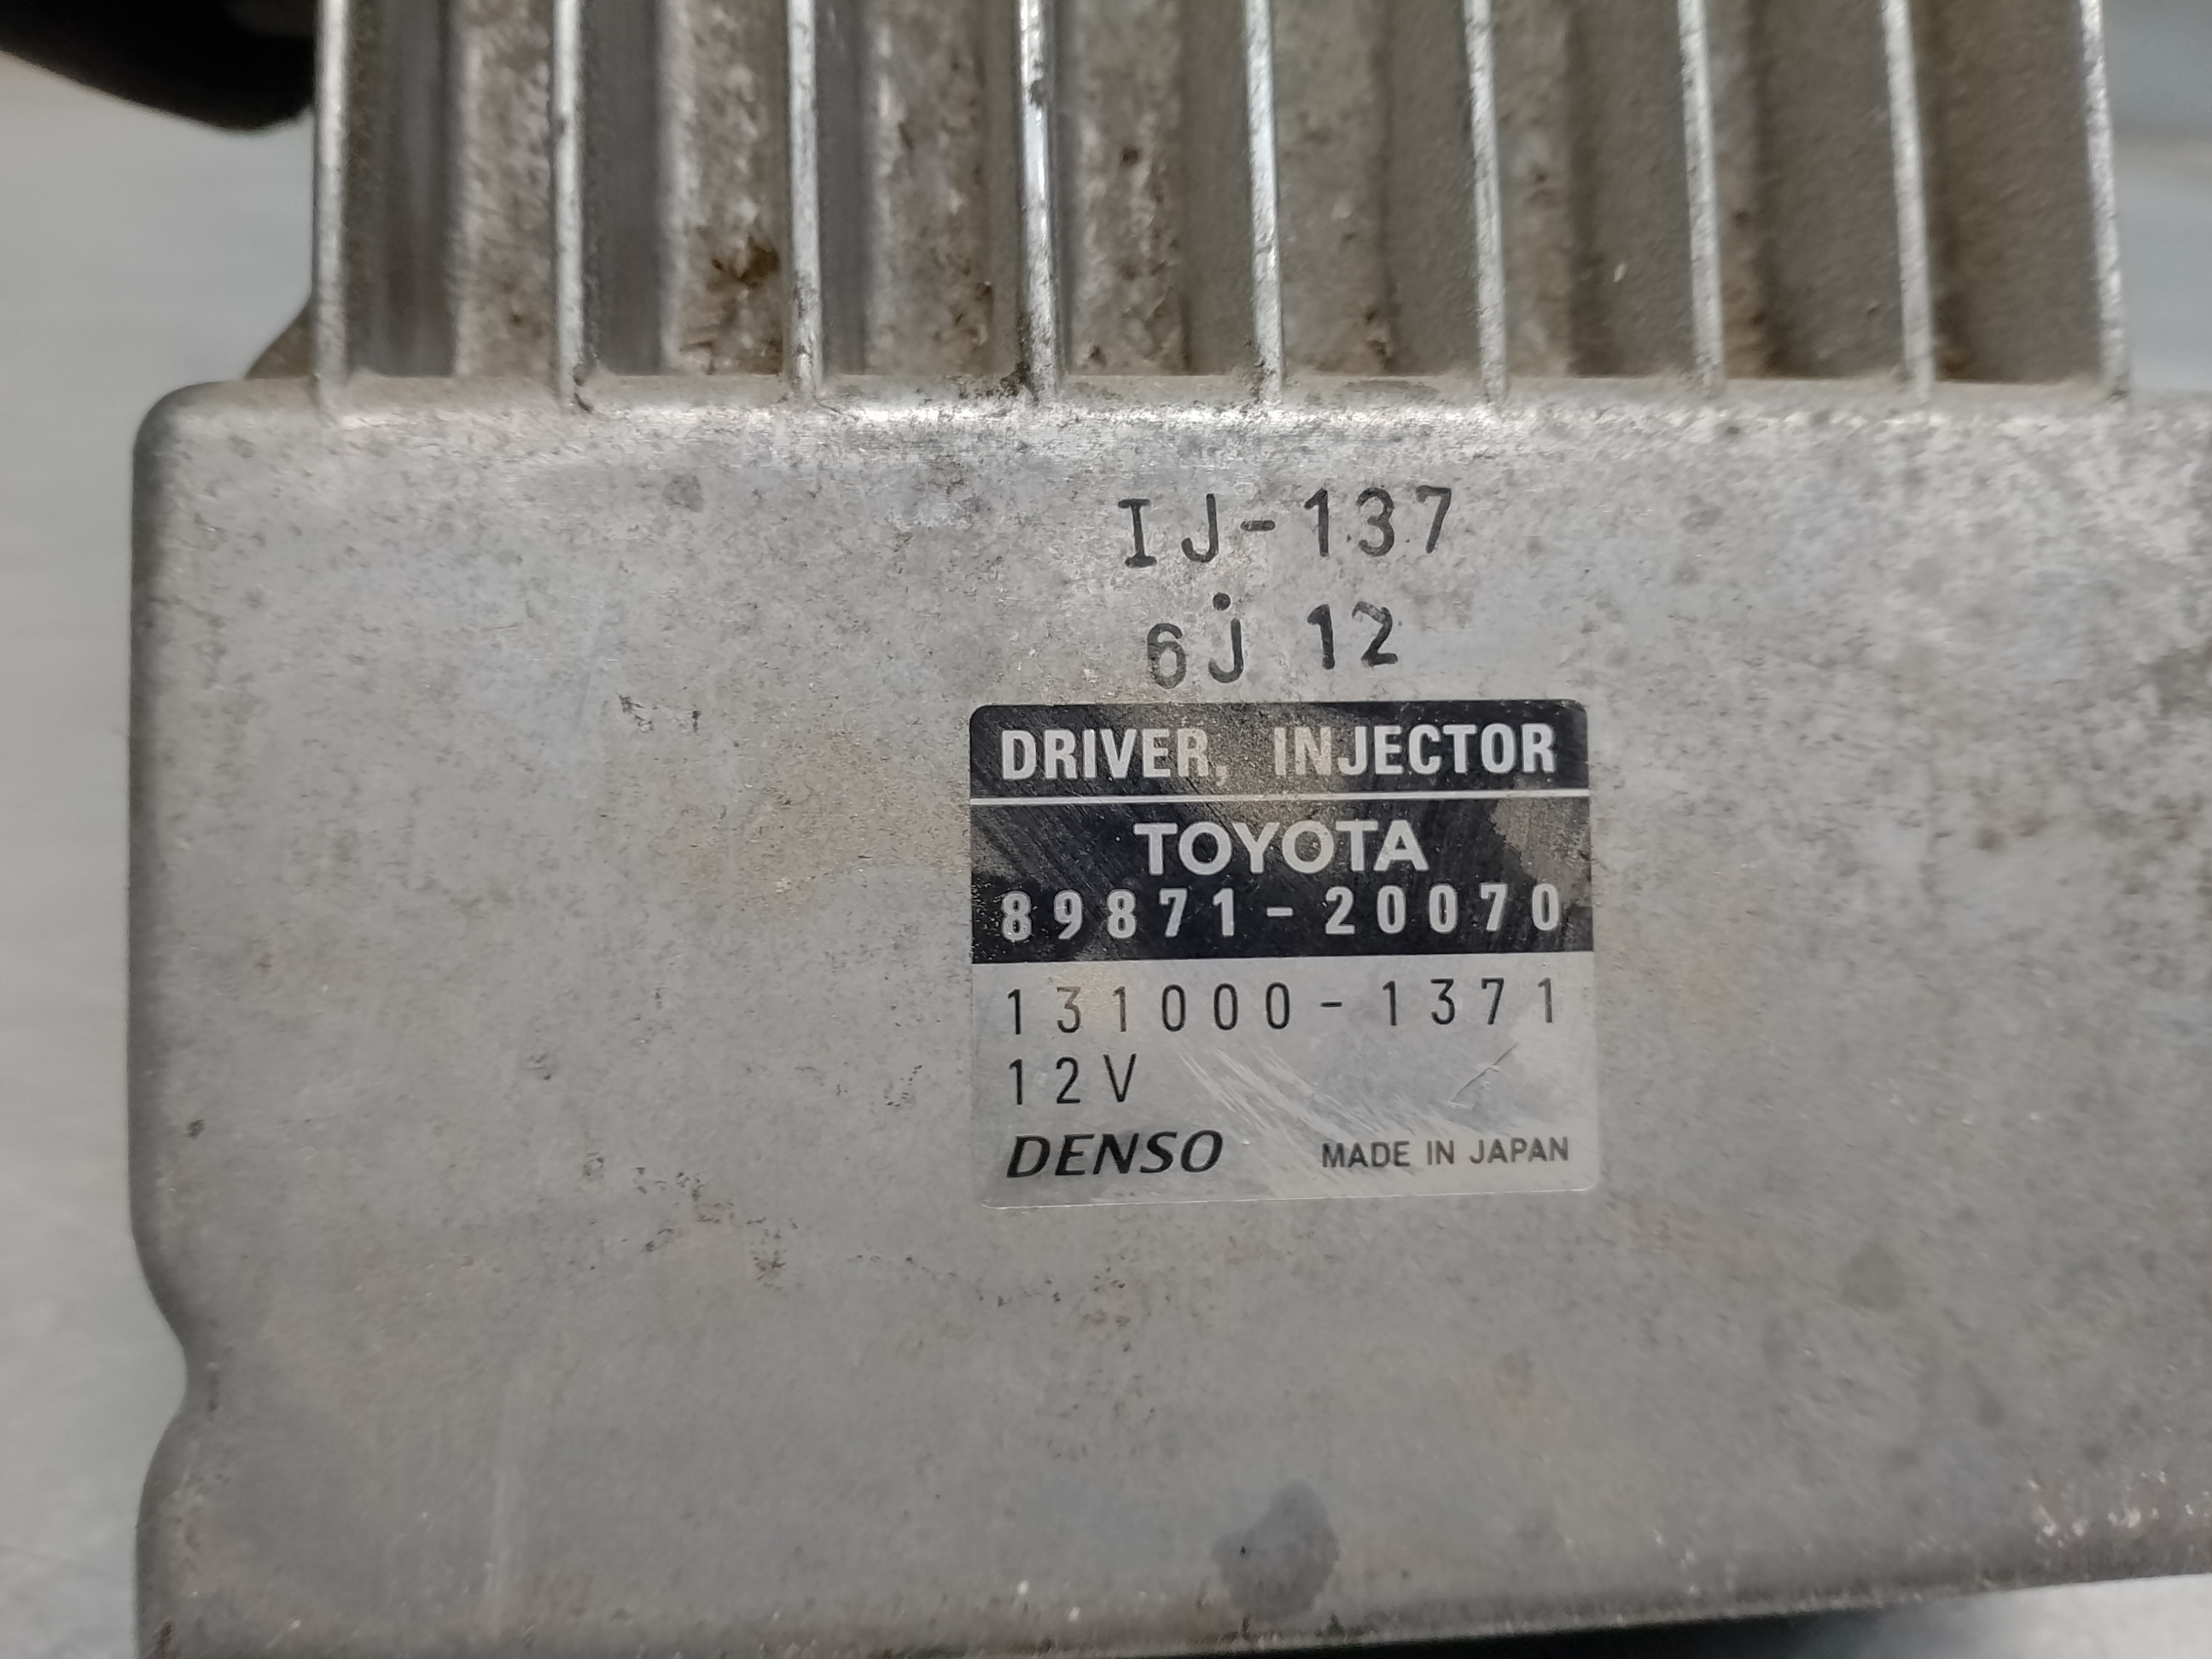 IJ-137
6j 12
DRIVER, INJECTOR
TOYOTA
89871-20070
131000-1371
12V
DENSO MADE IN JAPAN